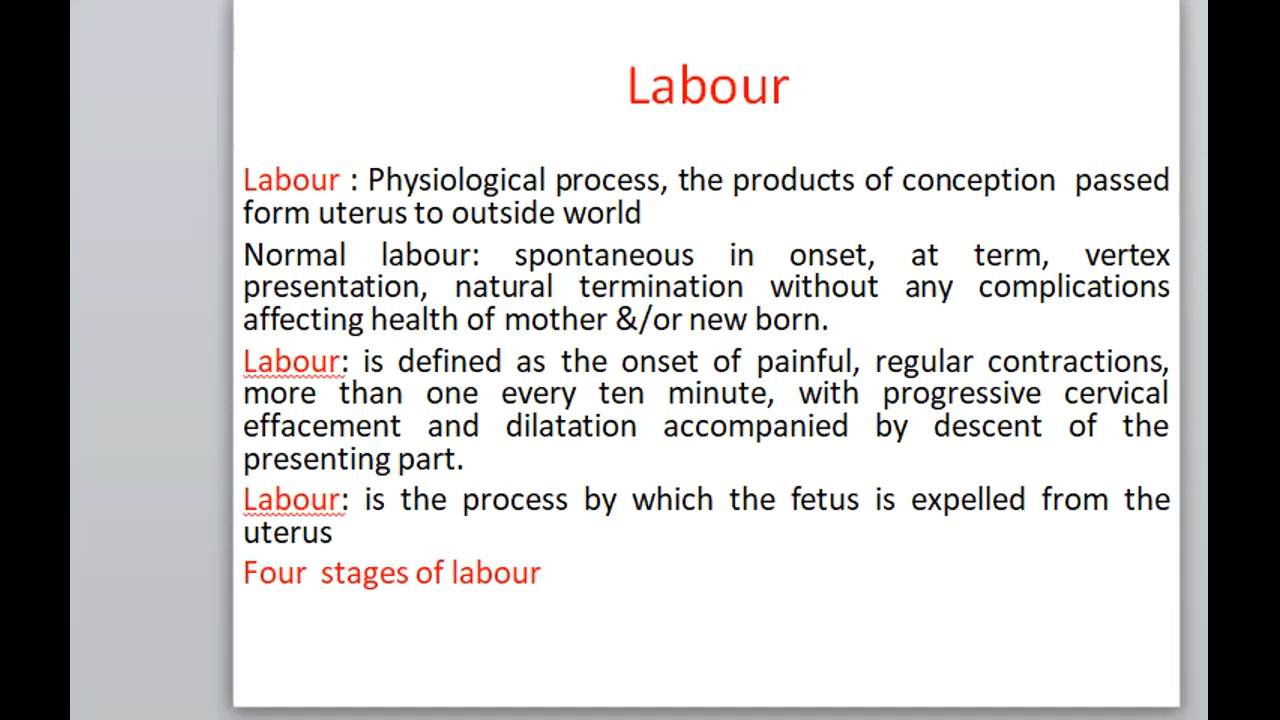 Labour
Labour : Physiological process, the products of conception passed
form uterus to outside world
Normal labour: spontaneous in onset, at term, vertex
presentation, natural termination without any complications
affecting health of mother &/or new born.
Labour: is defined as the onset of painful, regular contractions,
more than one every ten minute, with progressive cervical
effacement and dilatation accompanied by descent of the
presenting part.
Labour: is the process by which the fetus is expelled from the
uterus
Four stages of labour